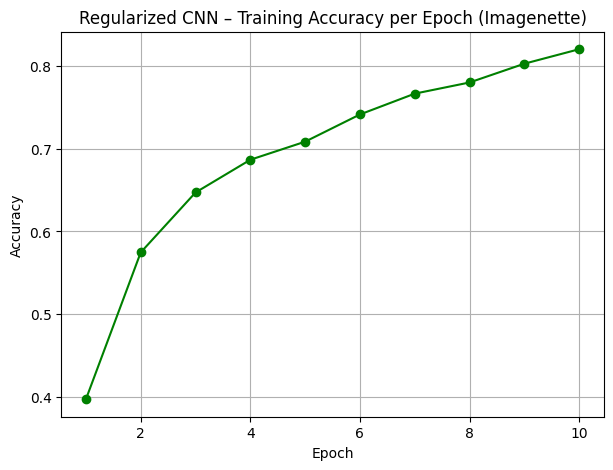 Regularized CNN – Training Accuracy per Epoch (Imagenette)
0.8
0.7
0.6
0.5
0.4
Accuracy
2 4 6 8 10
Epoch